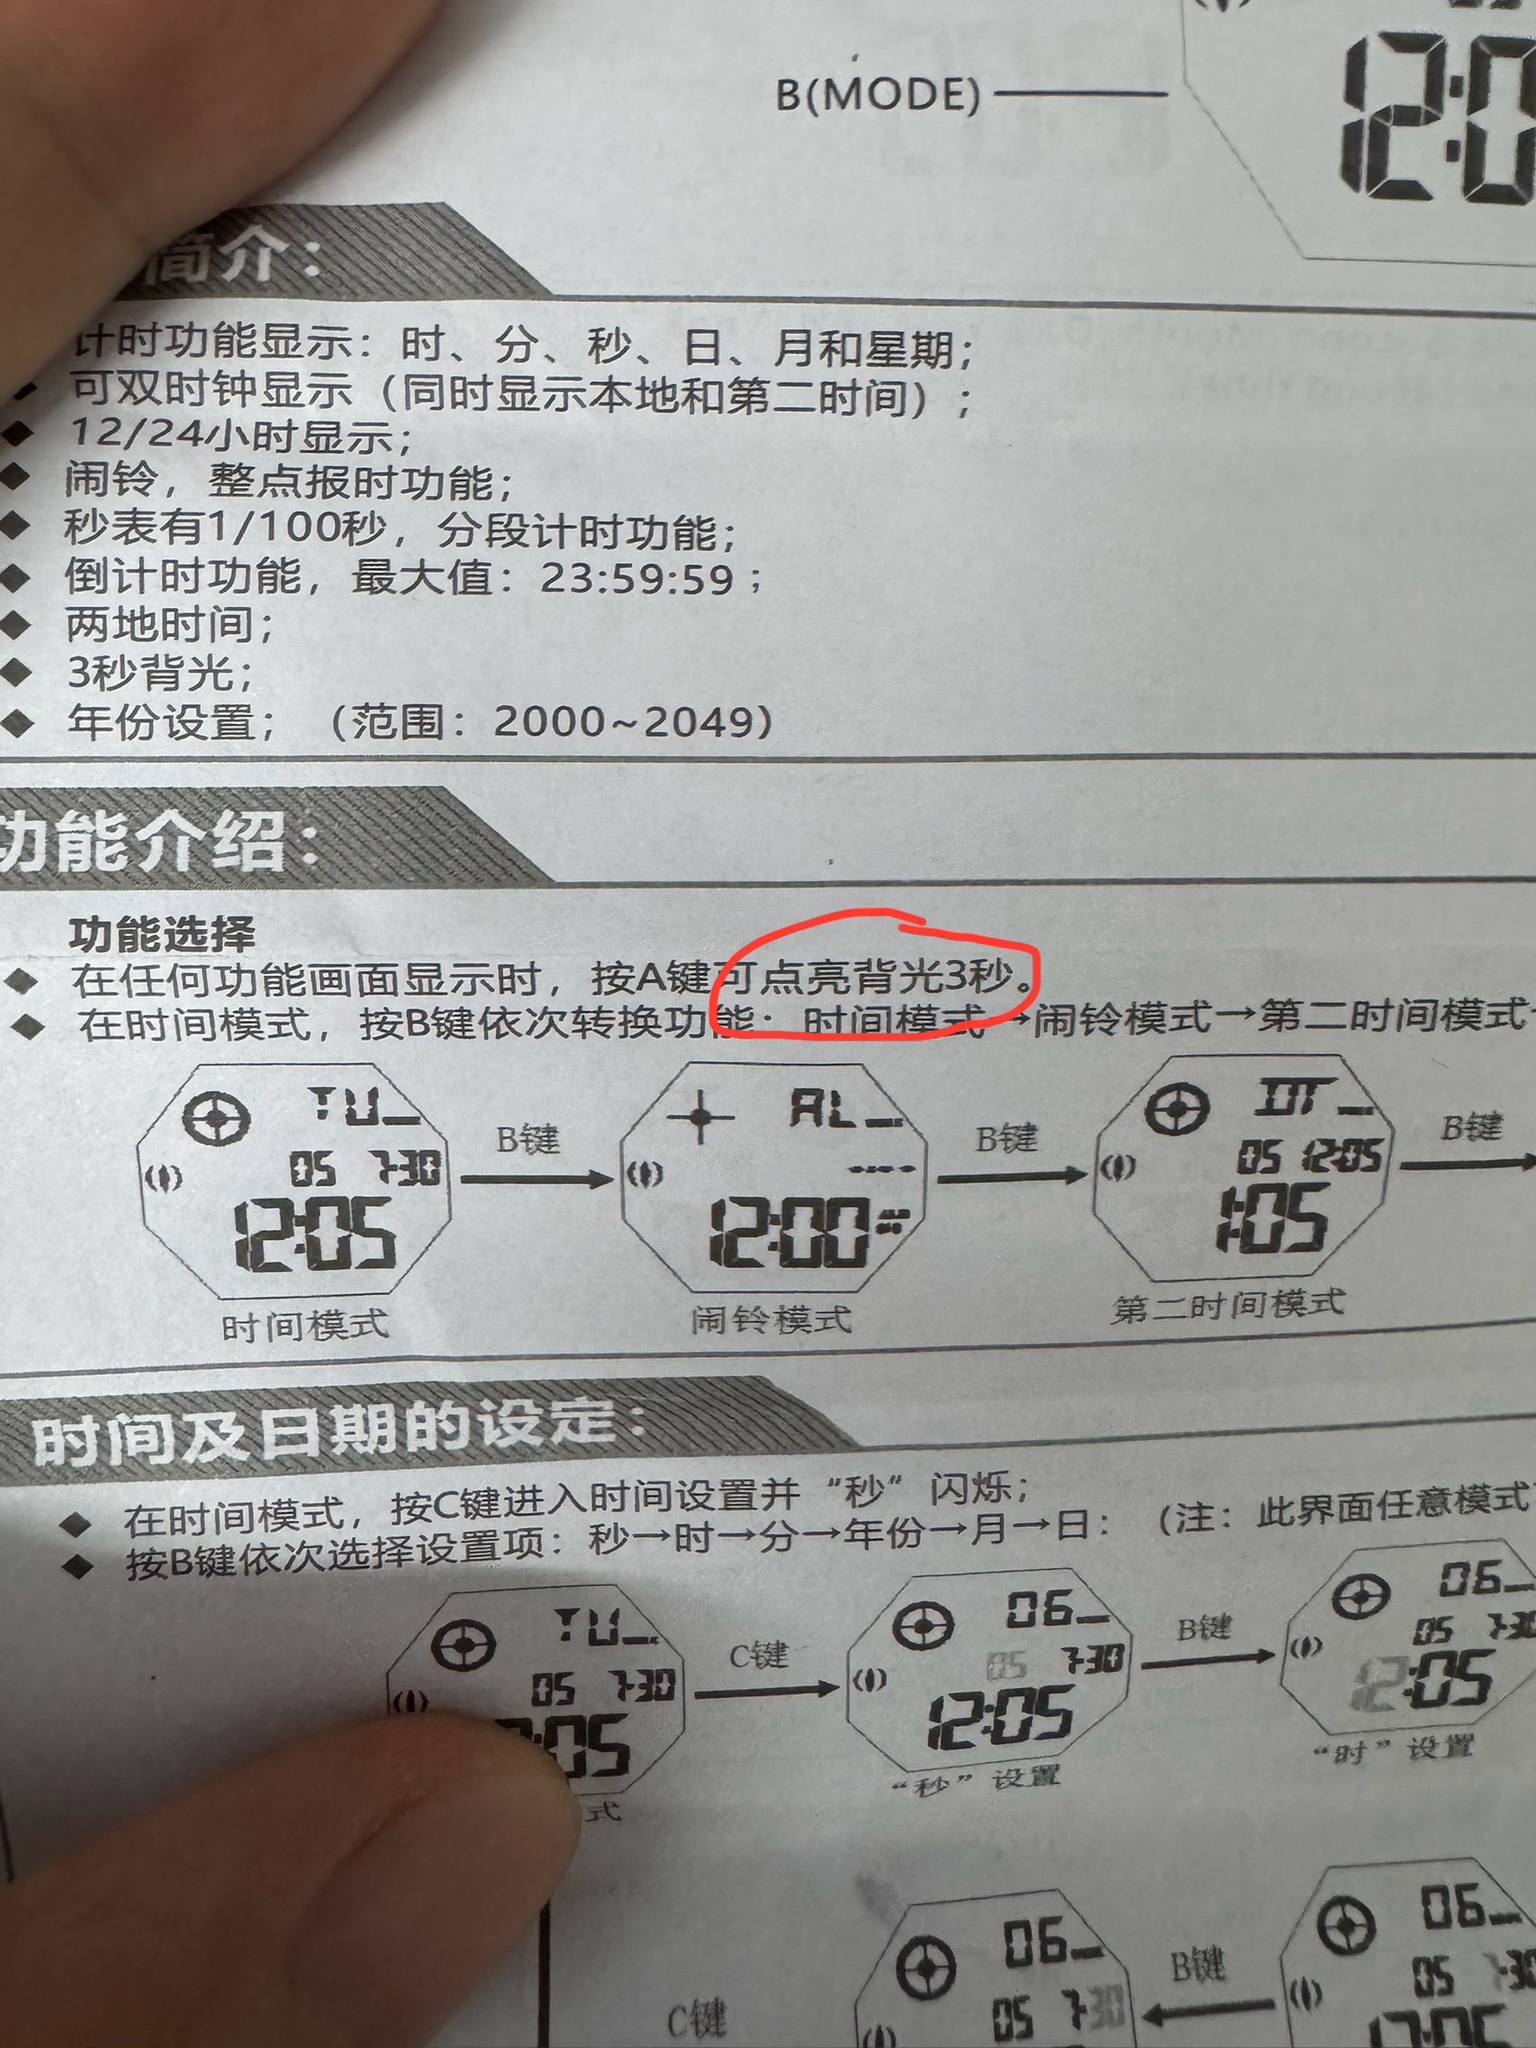 B(MODE)
12:0
简介：
计时功能显示：时、分、秒、日、月和星期；
可双时钟显示（同时显示本地和第二时间）；
12/24小时显示；
闹铃，整点报时功能；
秒表有1/100秒，分段计时功能；
倒计时功能，最大值：23:59:59；
两地时间；
3秒背光；
年份设置；（范围：2000~2049）
功能介绍：
功能选择
在任何功能画面显示时，按A键可点亮背光3秒。
在时间模式，按B键依次转换功能：时间模式→闹铃模式→第二时间模式
TU
05 7-30
12:05
时间模式
B键
AL
12:00
闹铃模式
B键
DT
05 12:05
1:05
第二时间模式
B键
时间及日期的设定：
在时间模式，按C键进入时间设置并“秒”闪烁；
按B键依次选择设置项：秒→时→分→年份→月→日：（注：此界面任意模式
TU
05 7-30
:05
式
C键
06
05 7-30
12:05
“秒”设置
B键
06
05 7-30
12:05
“时”设置
C键
06
05 7-30
B键
06
05 -30
12:05